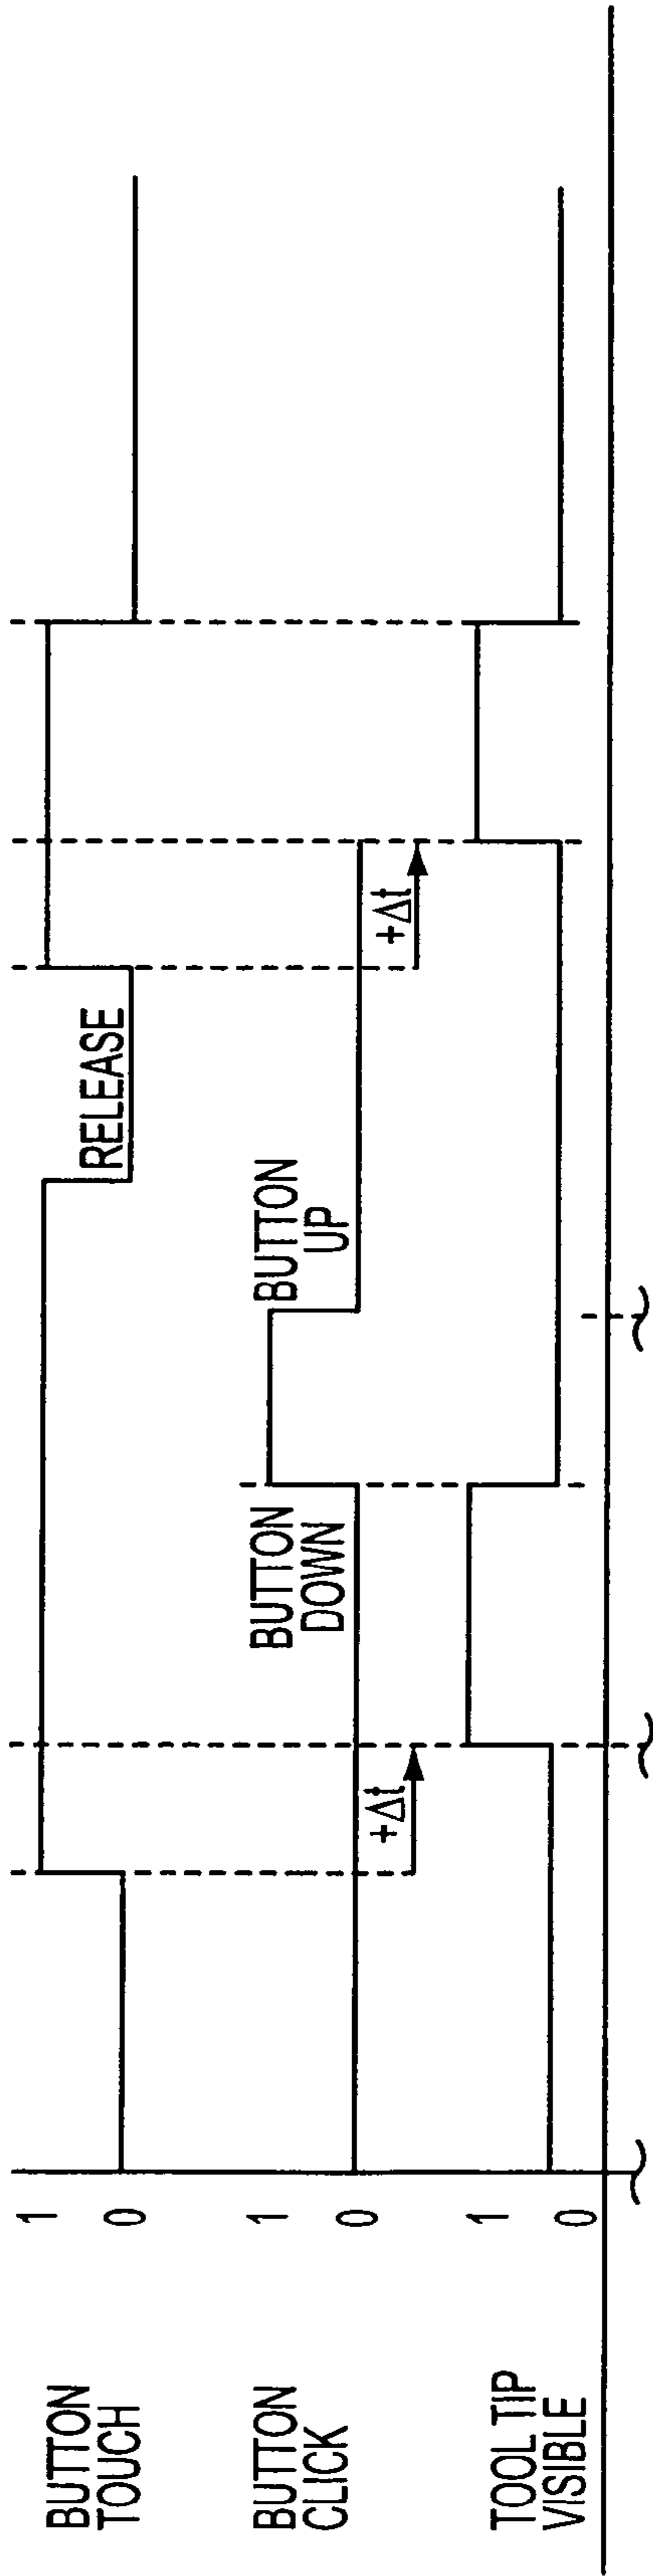 BUTTON
TOUCH
1
0
RELEASE
BUTTON
CLICK
1
0
BUTTON
DOWN
BUTTON
UP
+Δt
+Δt
TOOL TIP
VISIBLE
1
0